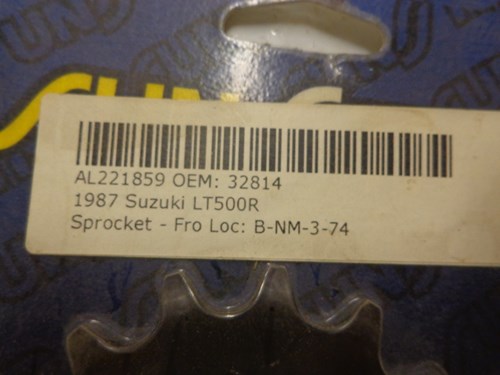 AL221859 OEM: 32814
1987 Suzuki LT500R
Sprocket - Fro Loc: B-NM-3-74